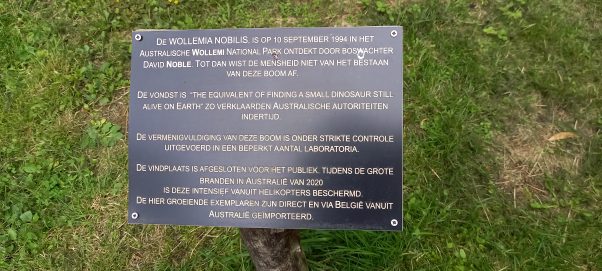 DE WOLLEMIA NOBILIS. IS OP 10 SEPTEMBER 1994 IN HET
AUSTRALISCHE WOLLEMI NATIONAL PARK ONTDEKT DOOR BOSWACHTER
DAVID NOBLE. TOT DAN WIST DE MENSHEID NIET VAN HET BESTAAN
VAN DEZE BOOM AF.
DE VONDST IS "THE EQUIVALENT OF FINDING A SMALL DINOSAUR STILL
ALIVE ON EARTH" ZO VERKLAARDEN AUSTRALISCHE AUTORITEITEN
INDERTIJD.
DE VERMENIGVULDIGING VAN DEZE BOOM IS ONDER STRIKTE CONTROLE
UITGEVOERD IN EEN BEPERKT AANTAL LABORATORIA.
DE VINDPLAATS IS AFGESLOTEN VOOR HET PUBLIEK. TIJDENS DE GROTE
BRANDEN IN AUSTRALIË VAN 2020
IS DEZE INTENSIEF VANUIT HELIKOPTERS BESCHERMD.
DE HIER GROEIENDE EXEMPLAREN ZIJN DIRECT EN VIA BELGIË VANUIT
AUSTRALIË GEÏMPORTEERD.